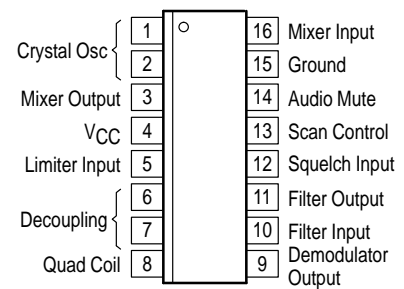 1 16 Mixer Input
Crystal Osc
2 15 Ground
Mixer Output 3 14 Audio Mute
VCC 4 13 Scan Control
Limiter Input 5 12 Squelch Input
6 11 Filter Output
Decoupling
7 10 Filter Input
Quad Coil 8 9 Demodulator
Output